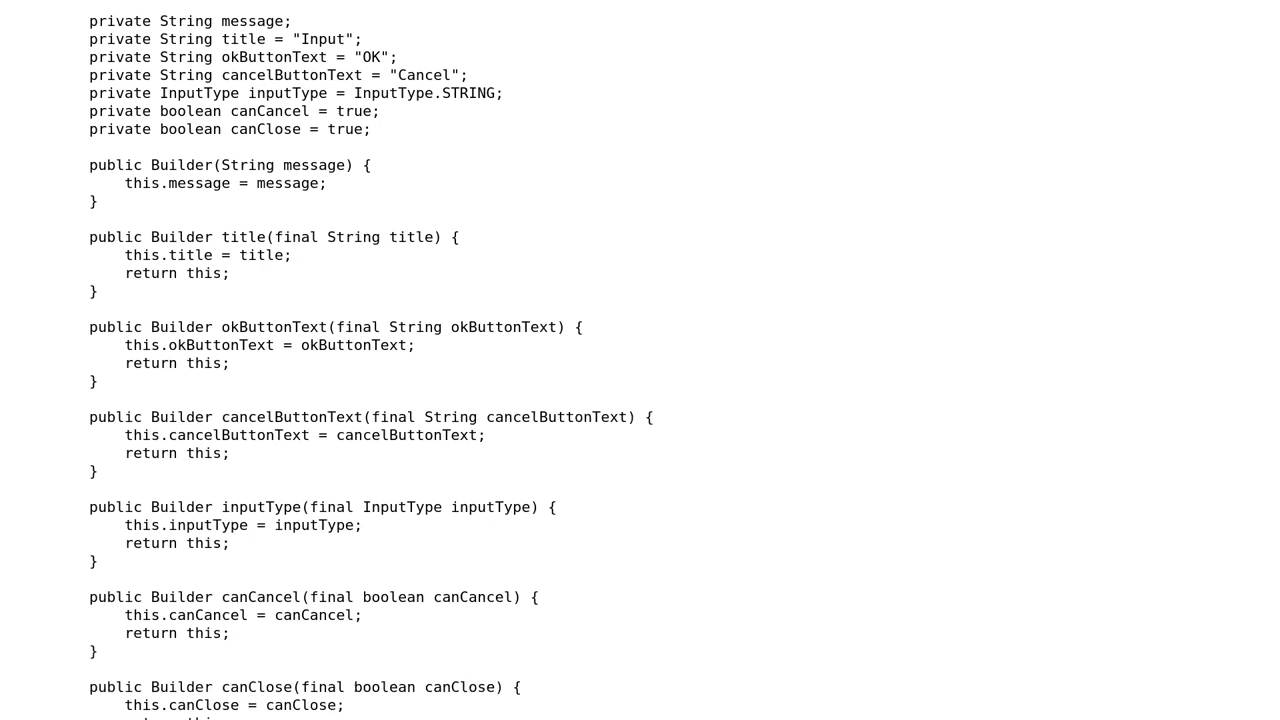 private String message;
private String title = "Input";
private String okButtonText = "OK";
private String cancelButtonText = "Cancel";
private InputType inputType = InputType.STRING;
private boolean canCancel = true;
private boolean canClose = true;

public Builder(String message) {
    this.message = message;
}

public Builder title(final String title) {
    this.title = title;
    return this;
}

public Builder okButtonText(final String okButtonText) {
    this.okButtonText = okButtonText;
    return this;
}

public Builder cancelButtonText(final String cancelButtonText) {
    this.cancelButtonText = cancelButtonText;
    return this;
}

public Builder inputType(final InputType inputType) {
    this.inputType = inputType;
    return this;
}

public Builder canCancel(final boolean canCancel) {
    this.canCancel = canCancel;
    return this;
}

public Builder canClose(final boolean canClose) {
    this.canClose = canClose;